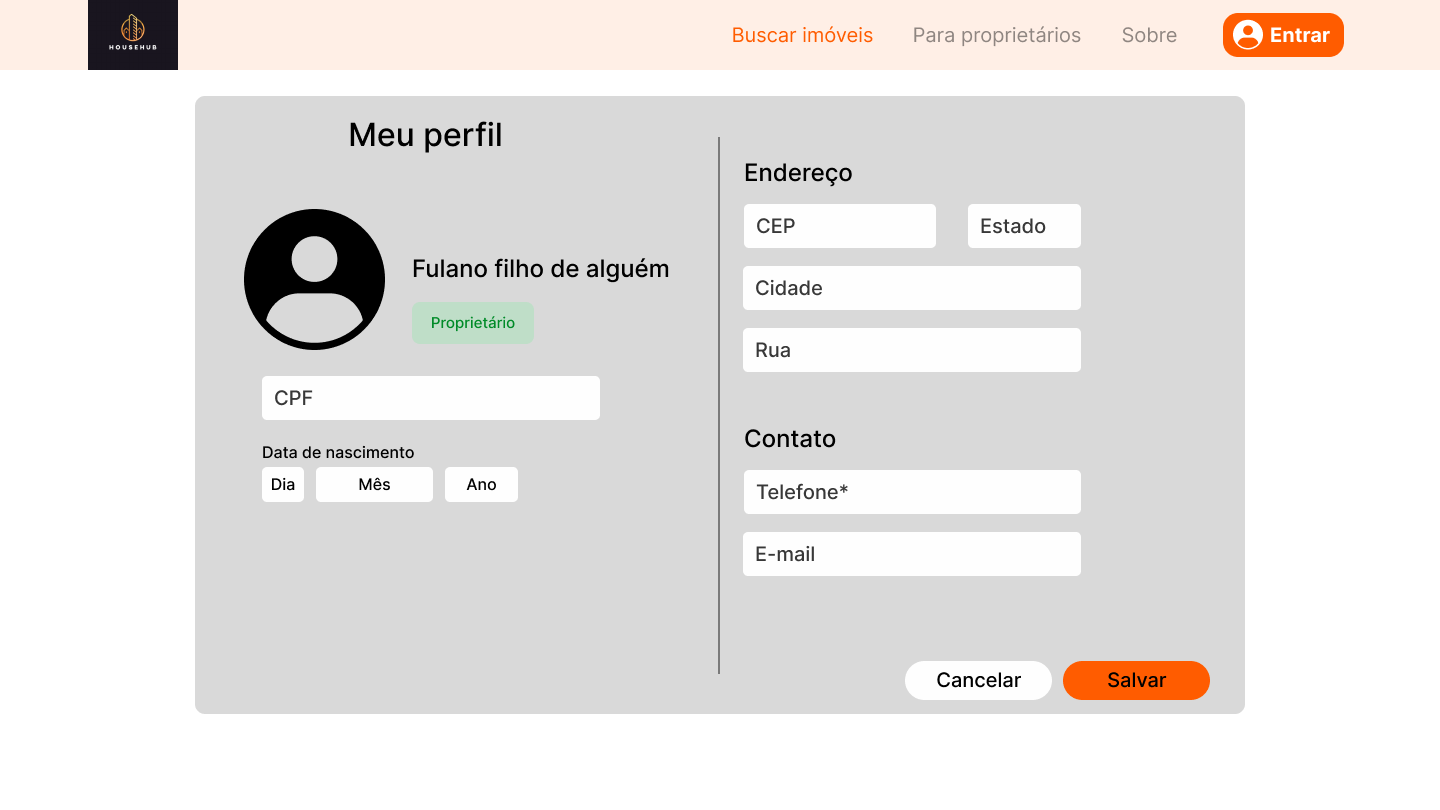 HOUSEHUB
Buscar imóveis
Para proprietários
Sobre
Entrar
Meu perfil
Fulano filho de alguém
Proprietário
CPF
Data de nascimento
Dia
Mês
Ano
Endereço
CEP
Estado
Cidade
Rua
Contato
Telefone*
E-mail
Cancelar
Salvar